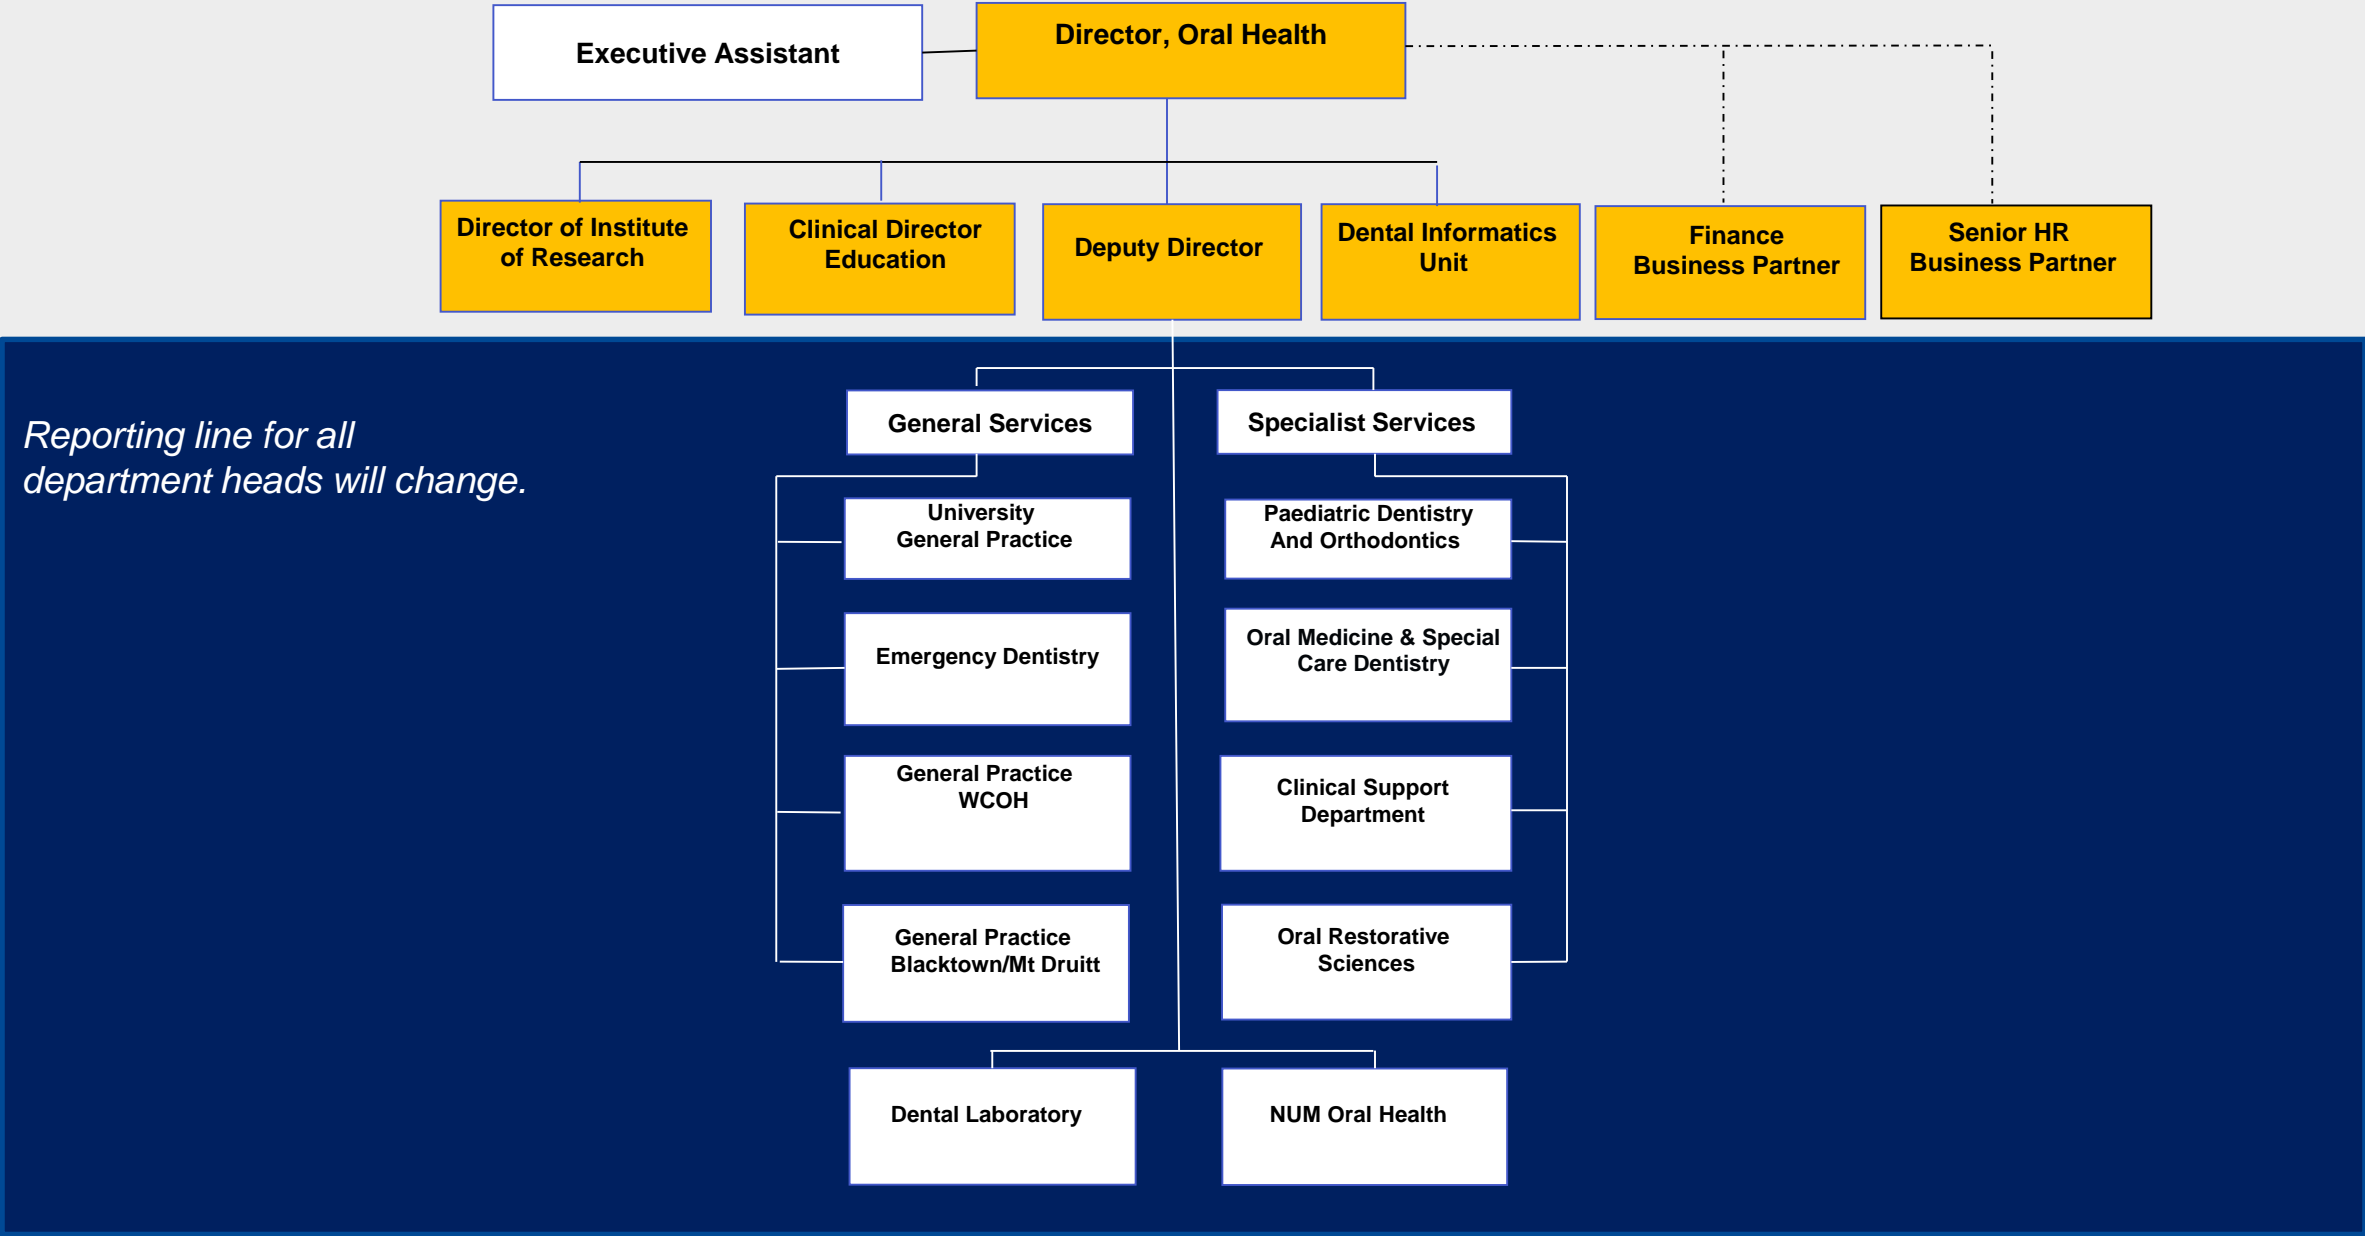 Executive Assistant
Director, Oral Health
Director of Institute
of Research
Clinical Director
Education
Deputy Director
Dental Informatics
Unit
Finance
Business Partner
Senior HR
Business Partner
Reporting line for all
department heads will change.
General Services
Specialist Services
University
General Practice
Paediatric Dentistry
And Orthodontics
Emergency Dentistry
Oral Medicine & Special
Care Dentistry
General Practice
WCOH
Clinical Support
Department
General Practice
Blacktown/Mt Druitt
Oral Restorative
Sciences
Dental Laboratory
NUM Oral Health